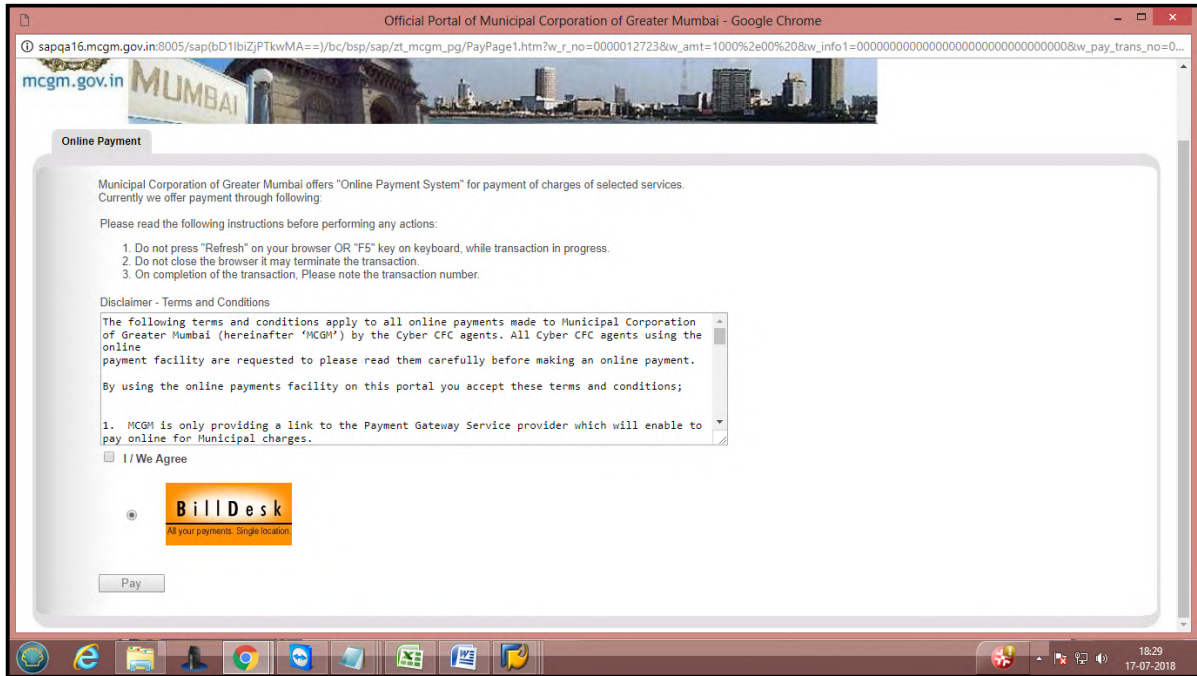 Official Portal of Municipal Corporation of Greater Mumbai - Google Chrome
sapqa16.mcgm.gov.in:8005/sap(bD1lbiZjPTkwMA==)/bc/bsp/sap/zt_mcgm_pg/PayPage1.htm?w_r_no=0000012723&w_amt=1000%2e00%20&w_info1=0000000000000000000000000000000&w_pay_trans_no=0...
mcgm.gov.in
MUMBAI
Online Payment
Municipal Corporation of Greater Mumbai offers "Online Payment System" for payment of charges of selected services.
Currently we offer payment through following:
Please read the following instructions before performing any actions:
1. Do not press "Refresh" on your browser OR "F5" key on keyboard, while transaction in progress.
2. Do not close the browser it may terminate the transaction.
3. On completion of the transaction, Please note the transaction number.
Disclaimer - Terms and Conditions
The following terms and conditions apply to all online payments made to Municipal Corporation
of Greater Mumbai (hereinafter ‘MCGM’) by the Cyber CFC agents. All Cyber CFC agents using the
online
payment facility are requested to please read them carefully before making an online payment.
By using the online payments facility on this portal you accept these terms and conditions;
1. MCGM is only providing a link to the Payment Gateway Service provider which will enable to
pay online for Municipal charges.
I / We Agree
BillDesk
All your payments. Single location.
Pay
18:29
17-07-2018